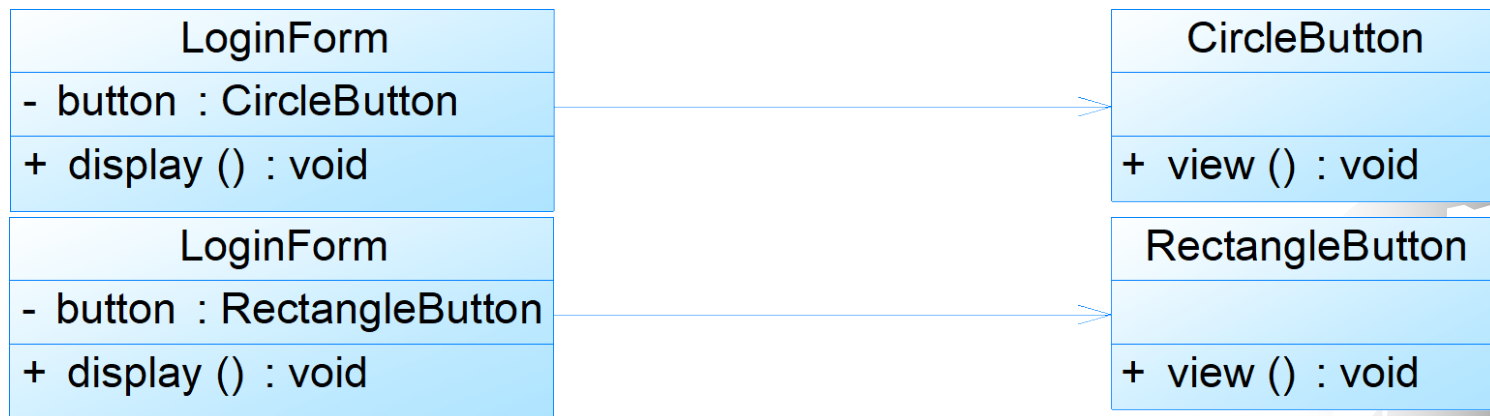 LoginForm
- button : CircleButton
+ display () : void
CircleButton
+ view () : void
LoginForm
- button : RectangleButton
+ display () : void
RectangleButton
+ view () : void